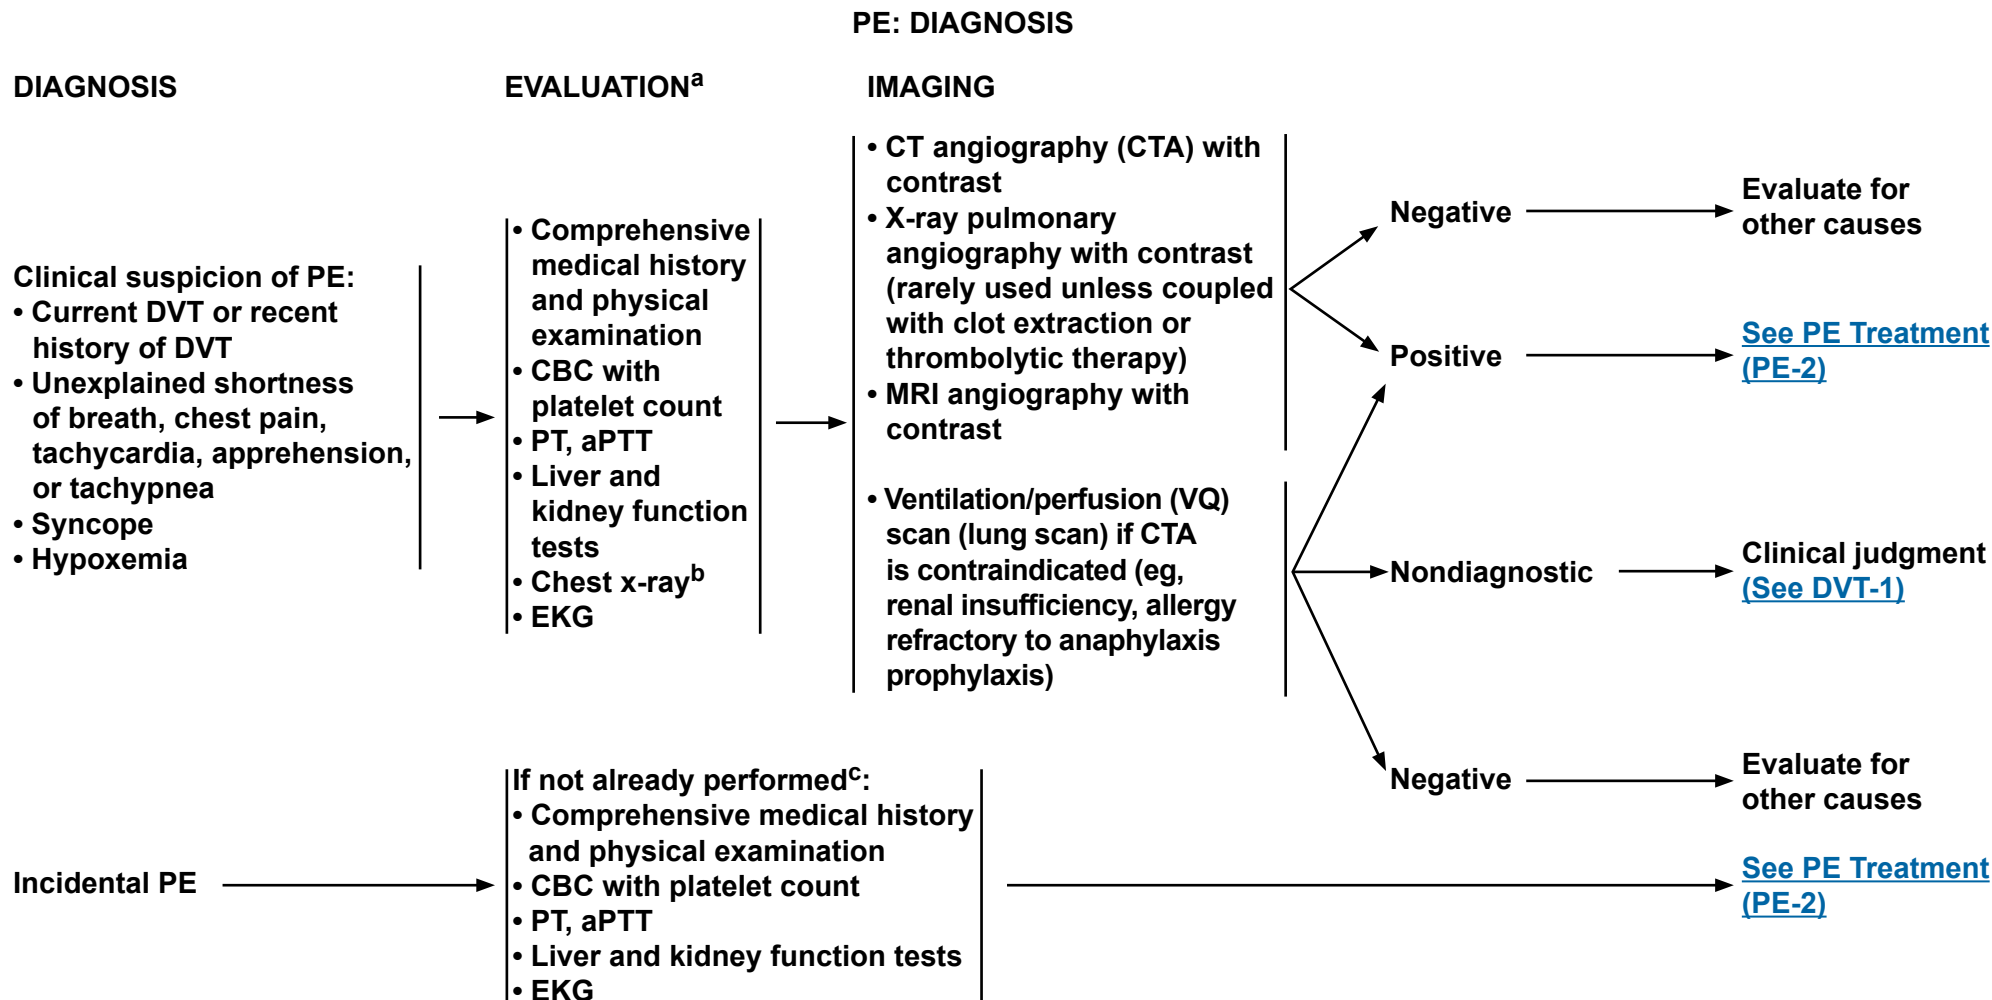 PE: DIAGNOSIS
DIAGNOSIS
EVALUATIONa
IMAGING
Clinical suspicion of PE:
• Current DVT or recent
history of DVT
• Unexplained shortness
of breath, chest pain,
tachycardia, apprehension,
or tachypnea
• Syncope
• Hypoxemia
• Comprehensive
medical history
and physical
examination
• CBC with
platelet count
• PT, aPTT
• Liver and
kidney function
tests
• Chest x-rayb
• EKG
• CT angiography (CTA) with
contrast
• X-ray pulmonary
angiography with contrast
(rarely used unless coupled
with clot extraction or
thrombolytic therapy)
• MRI angiography with
contrast
• Ventilation/perfusion (VQ)
scan (lung scan) if CTA
is contraindicated (eg,
renal insufficiency, allergy
refractory to anaphylaxis
prophylaxis)
Negative
Evaluate for
other causes
Positive
See PE Treatment
(PE-2)
Nondiagnostic
Clinical judgment
(See DVT-1)
Negative
Evaluate for
other causes
Incidental PE
If not already performedc:
• Comprehensive medical history
and physical examination
• CBC with platelet count
• PT, aPTT
• Liver and kidney function tests
• EKG
See PE Treatment
(PE-2)